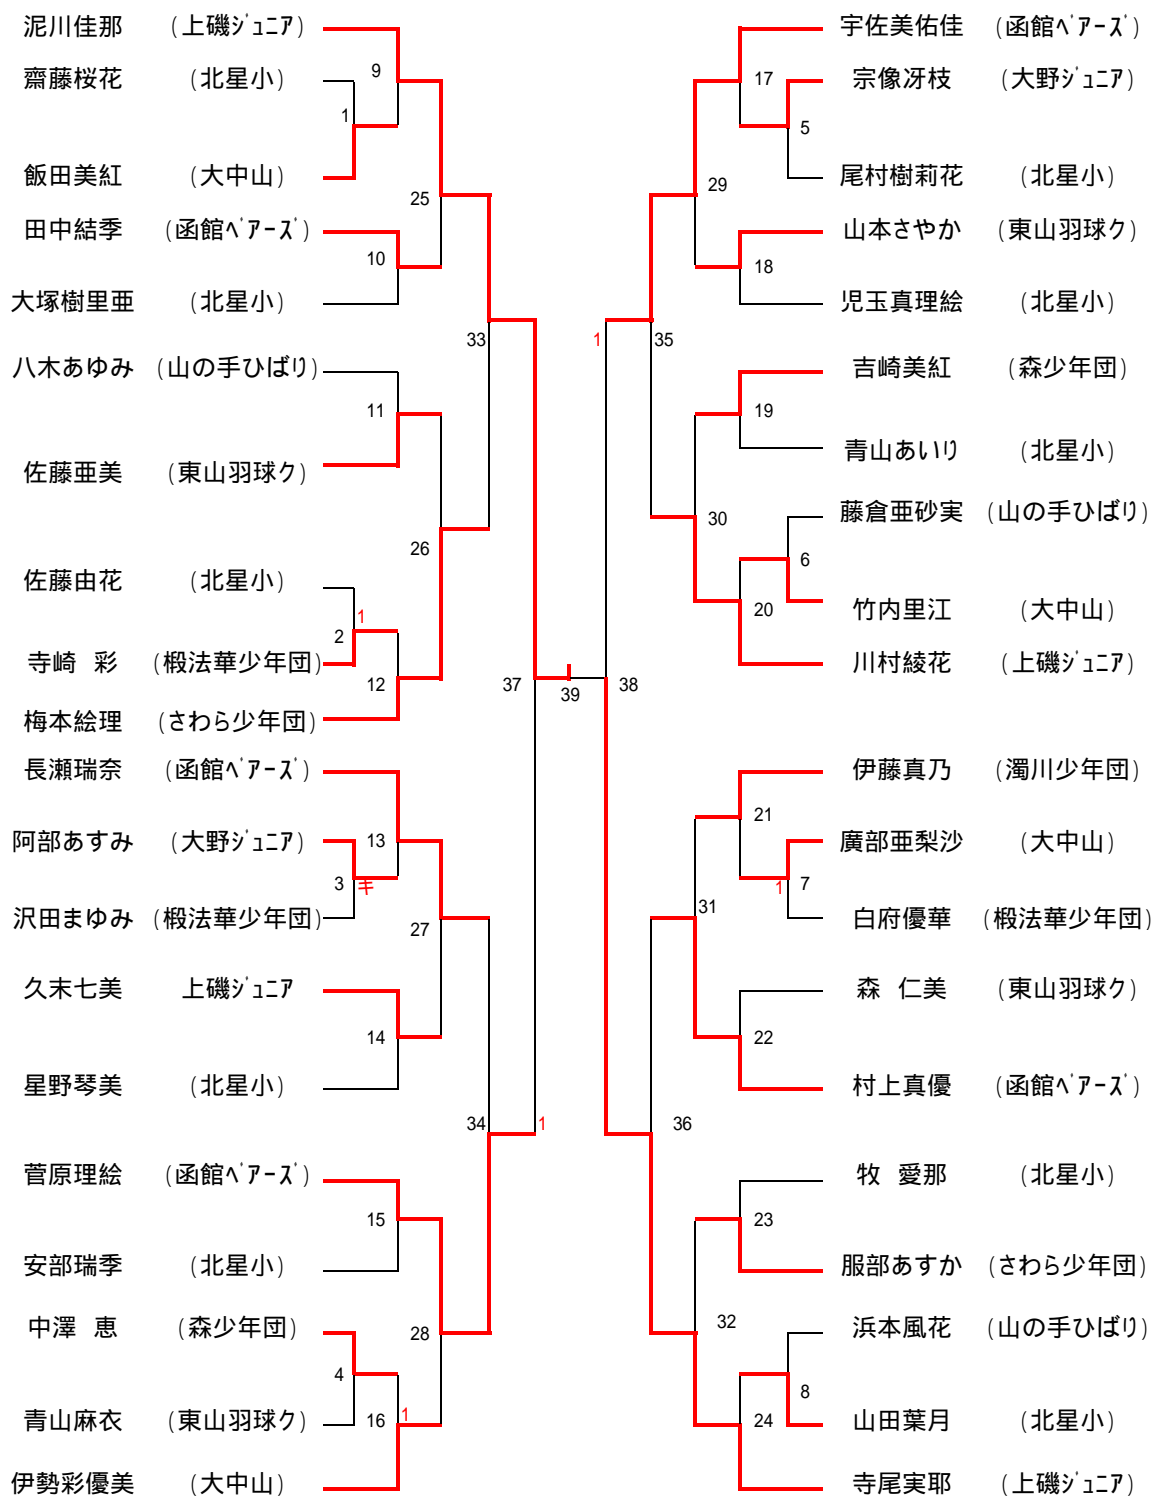 泥川佳那 (上磯ｼﾞｭﾆｱ)
齋藤桜花 (北星小)
飯田美紅 (大中山)
田中結季 (函館ﾍﾞｱｰｽﾞ)
大塚樹里亜 (北星小)
八木あゆみ (山の手ひばり)
佐藤亜美 (東山羽球ク)
佐藤由花 (北星小)
寺崎 彩 (椴法華少年団)
梅本絵理 (さわら少年団)
長瀬瑞奈 (函館ﾍﾞｱｰｽﾞ)
阿部あすみ (大野ｼﾞｭﾆｱ)
沢田まゆみ (椴法華少年団)
久末七美 上磯ｼﾞｭﾆｱ
星野琴美 (北星小)
菅原理絵 (函館ﾍﾞｱｰｽﾞ)
安部瑞季 (北星小)
中澤 恵 (森少年団)
青山麻衣 (東山羽球ク)
伊勢彩優美 (大中山)
9
1
25
10
33
11
26
1
2
12
37
39
13
3 キ
27
14
34
1
15
28
4
16 1
宇佐美佑佳 (函館ﾍﾞｱｰｽﾞ)
宗像冴枝 (大野ｼﾞｭﾆｱ)
尾村樹莉花 (北星小)
山本さやか (東山羽球ク)
児玉真理絵 (北星小)
吉崎美紅 (森少年団)
青山あいり (北星小)
藤倉亜砂実 (山の手ひばり)
竹内里江 (大中山)
川村綾花 (上磯ｼﾞｭﾆｱ)
伊藤真乃 (濁川少年団)
廣部亜梨沙 (大中山)
白府優華 (椴法華少年団)
森 仁美 (東山羽球ク)
村上真優 (函館ﾍﾞｱｰｽﾞ)
牧 愛那 (北星小)
服部あすか (さわら少年団)
浜本風花 (山の手ひばり)
山田葉月 (北星小)
寺尾実耶 (上磯ｼﾞｭﾆｱ)
17
5
29
18
1
35
19
30
6
20
38
21
1 7
31
22
36
23
32
8
24